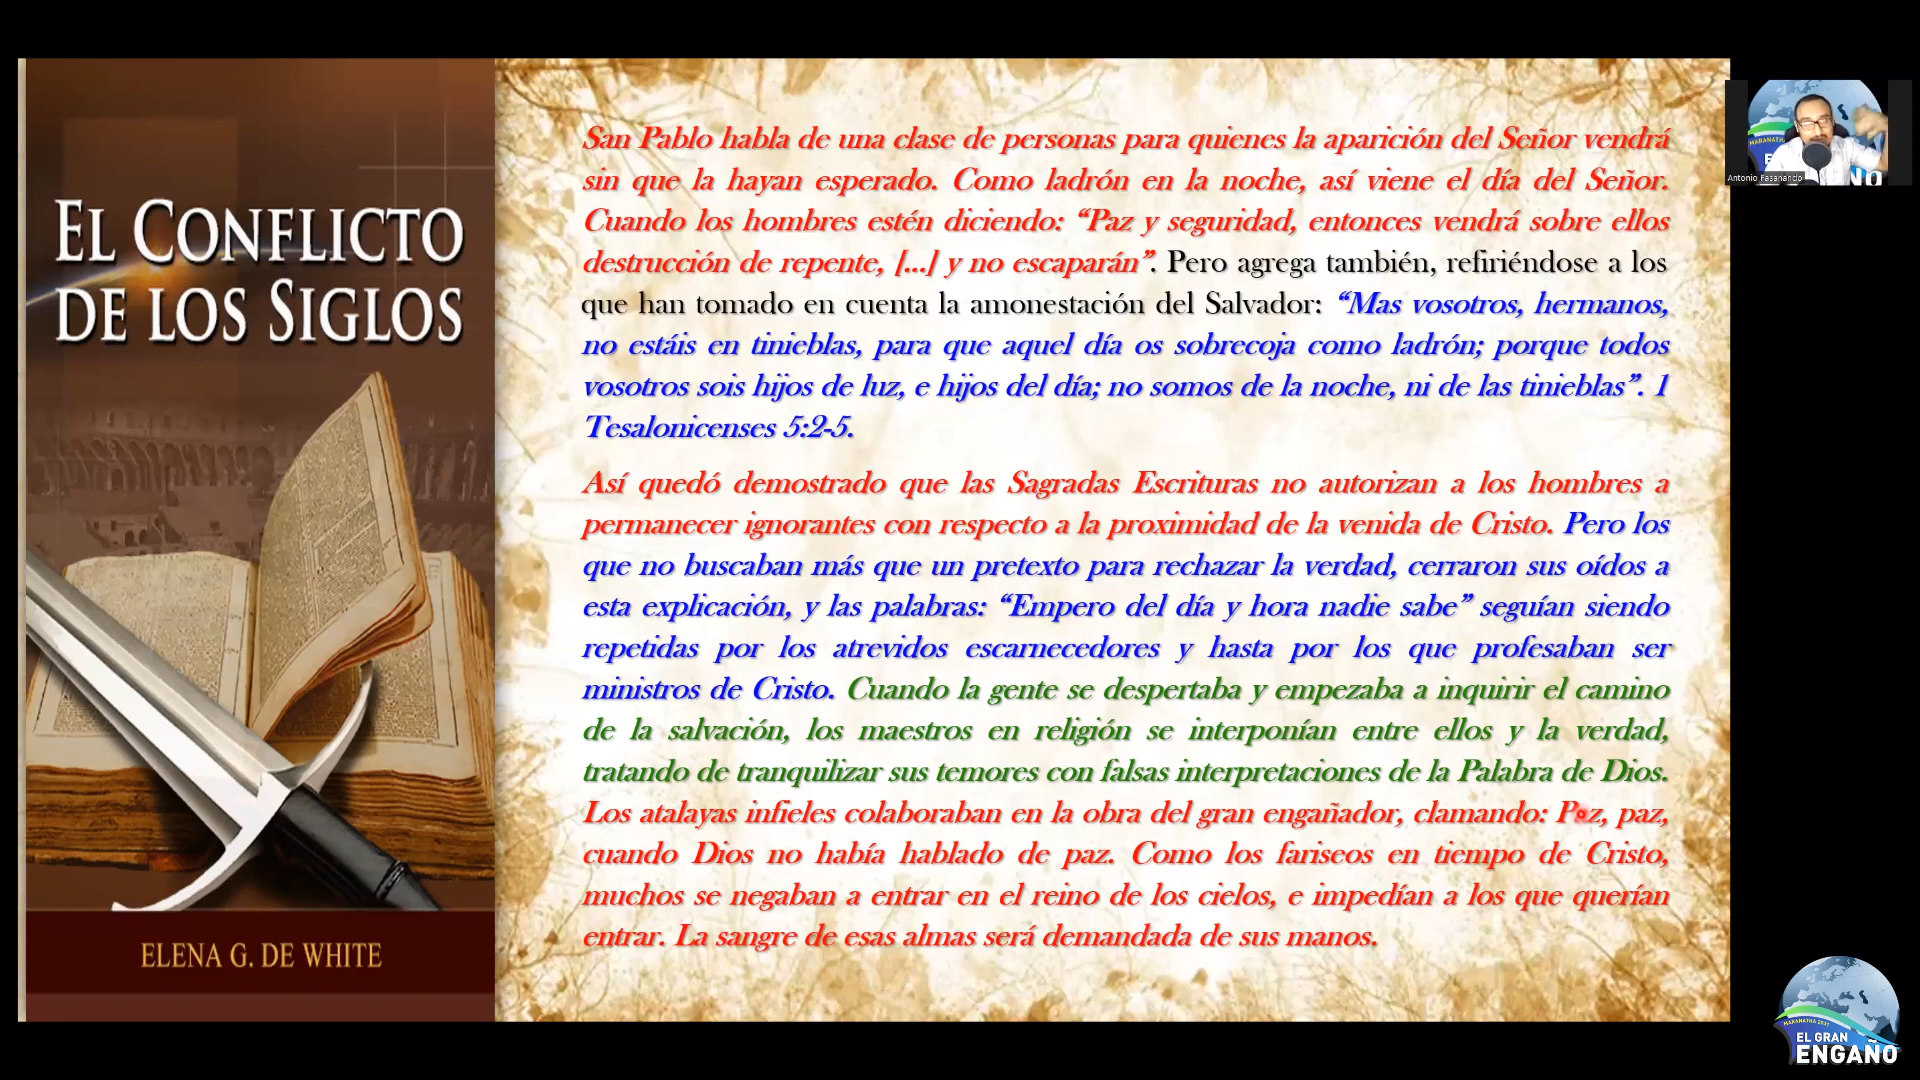 EL CONFLICTO
DE LOS SIGLOS
ELENA G. DE WHITE
San Pablo habla de una clase de personas para quienes la aparición del Señor vendrá
sin que la hayan esperado. Como ladrón en la noche, así viene el día del Señor.
Cuando los hombres estén diciendo: “Paz y seguridad, entonces vendrá sobre ellos
destrucción de repente, [...] y no escaparán”. Pero agrega también, refiriéndose a los
que han tomado en cuenta la amonestación del Salvador: “Mas vosotros, hermanos,
no estáis en tinieblas, para que aquel día os sobrecoja como ladrón; porque todos
vosotros sois hijos de luz, e hijos del día; no somos de la noche, ni de las tinieblas”. 1
Tesalonicenses 5:2-5.
Así quedó demostrado que las Sagradas Escrituras no autorizan a los hombres a
permanecer ignorantes con respecto a la proximidad de la venida de Cristo. Pero los
que no buscaban más que un pretexto para rechazar la verdad, cerraron sus oídos a
esta explicación, y las palabras: “Empero del día y hora nadie sabe” seguían siendo
repetidas por los atrevidos escarnecedores y hasta por los que profesaban ser
ministros de Cristo. Cuando la gente se despertaba y empezaba a inquirir el camino
de la salvación, los maestros en religión se interponían entre ellos y la verdad,
tratando de tranquilizar sus temores con falsas interpretaciones de la Palabra de Dios.
Los atalayas infieles colaboraban en la obra del gran engañador, clamando: Paz, paz,
cuando Dios no había hablado de paz. Como los fariseos en tiempo de Cristo,
muchos se negaban a entrar en el reino de los cielos, e impedían a los que querían
entrar. La sangre de esas almas será demandada de sus manos.
MARANATHA
Antonio Fasanando
MARANATHA 2031
EL GRAN
ENGAÑO